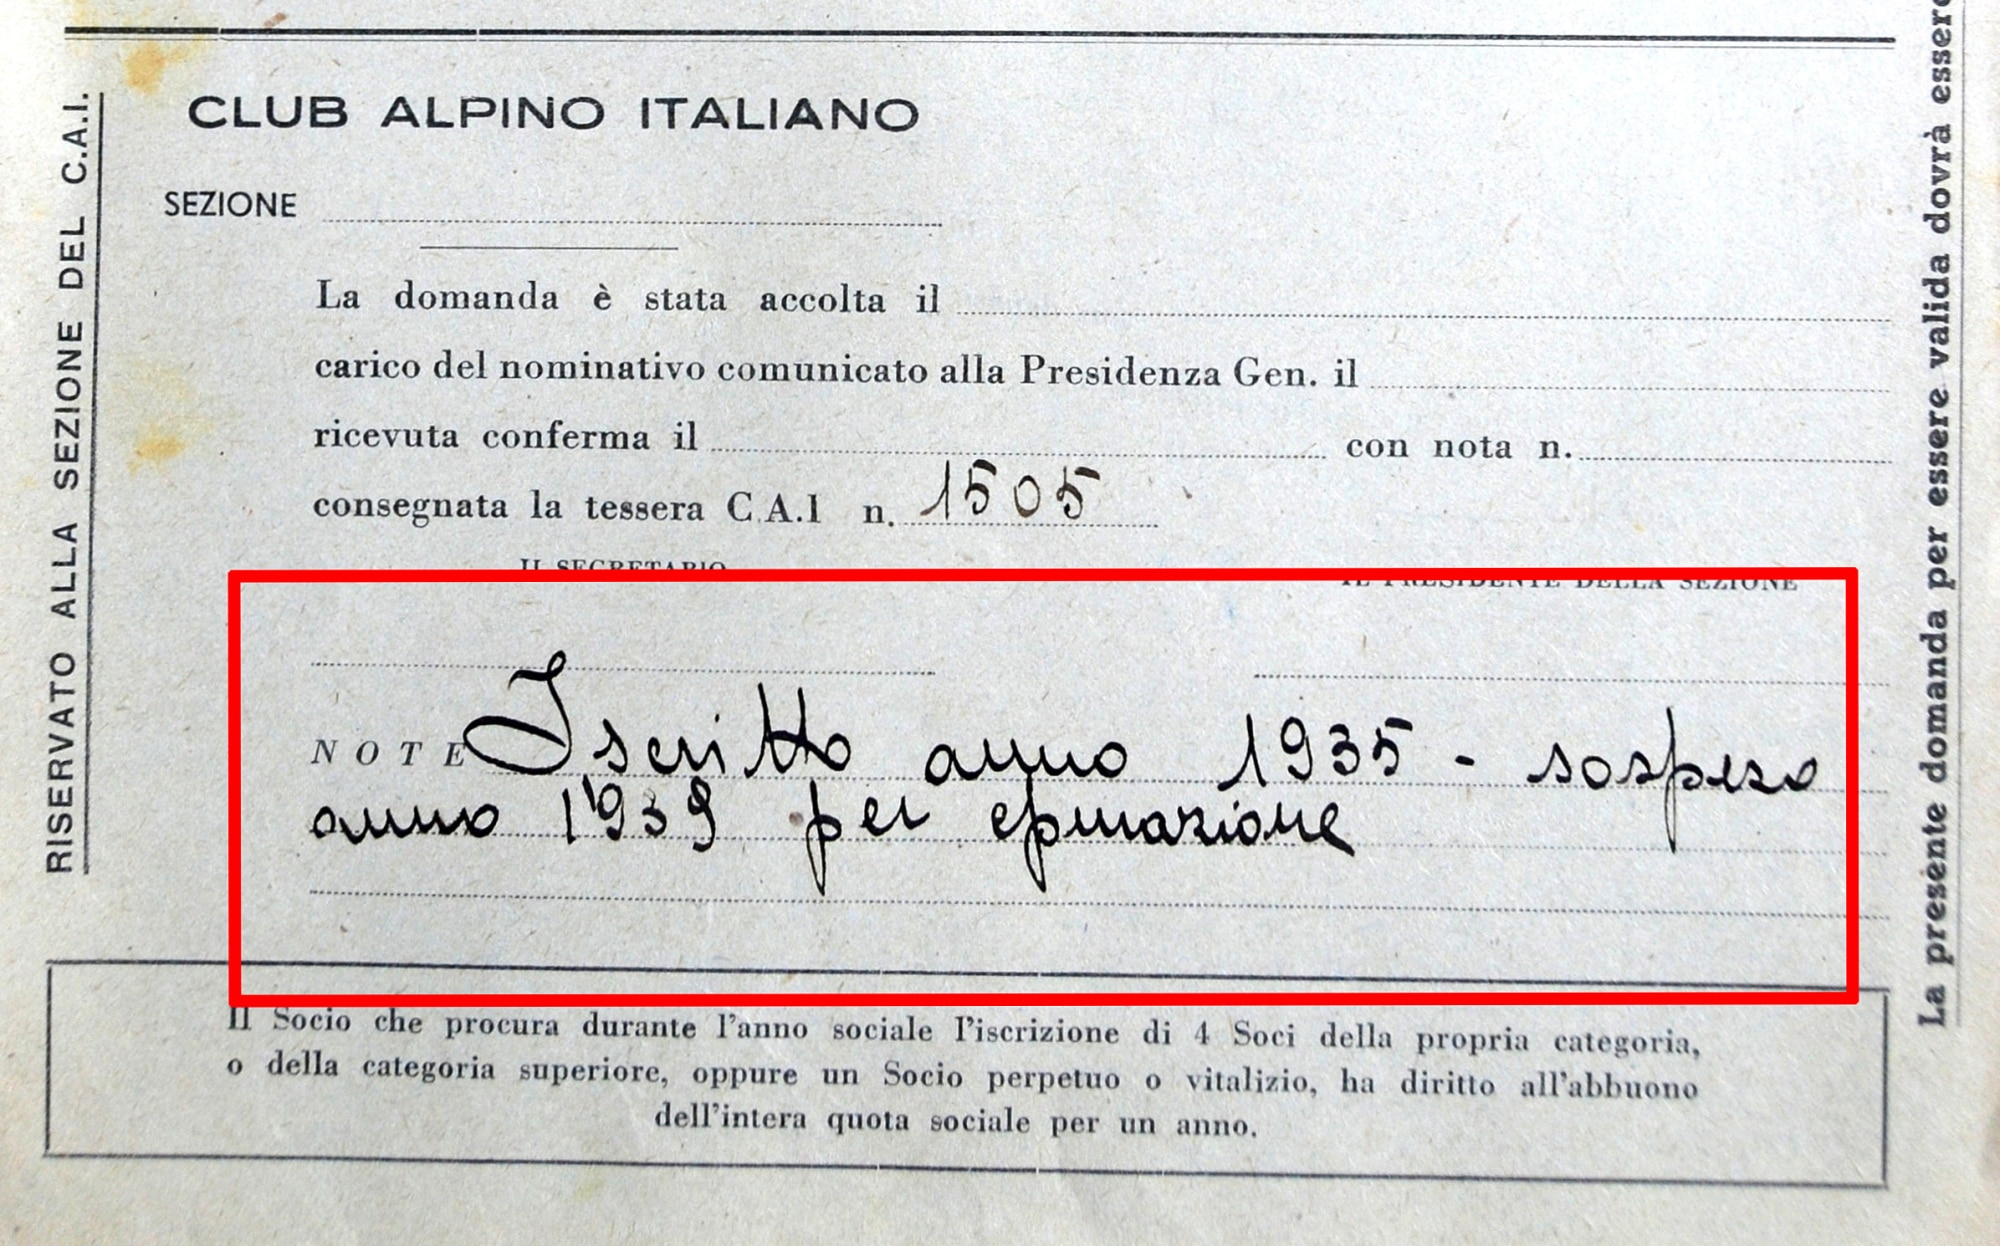 CLUB ALPINO ITALIANO
SEZIONE
La domanda è stata accolta il
carico del nominativo comunicato alla Presidenza Gen. il
ricevuta conferma il con nota n.
consegnata la tessera C.A.I n. 1505
IL SECRETARIO
IL PRESIDENTE DELLA SEZIONE
NOTE Iscritto anno 1935 - sospeso
anno 1939 per epurazione
Il Socio che procura durante l'anno sociale l'iscrizione di 4 Soci della propria categoria,
o della categoria superiore, oppure un Socio perpetuo o vitalizio, ha diritto all'abbuono
dell'intera quota sociale per un anno.
RISERVATO ALLA SEZIONE DEL C.A.I.
La presente domanda per essere valida dovrà essere